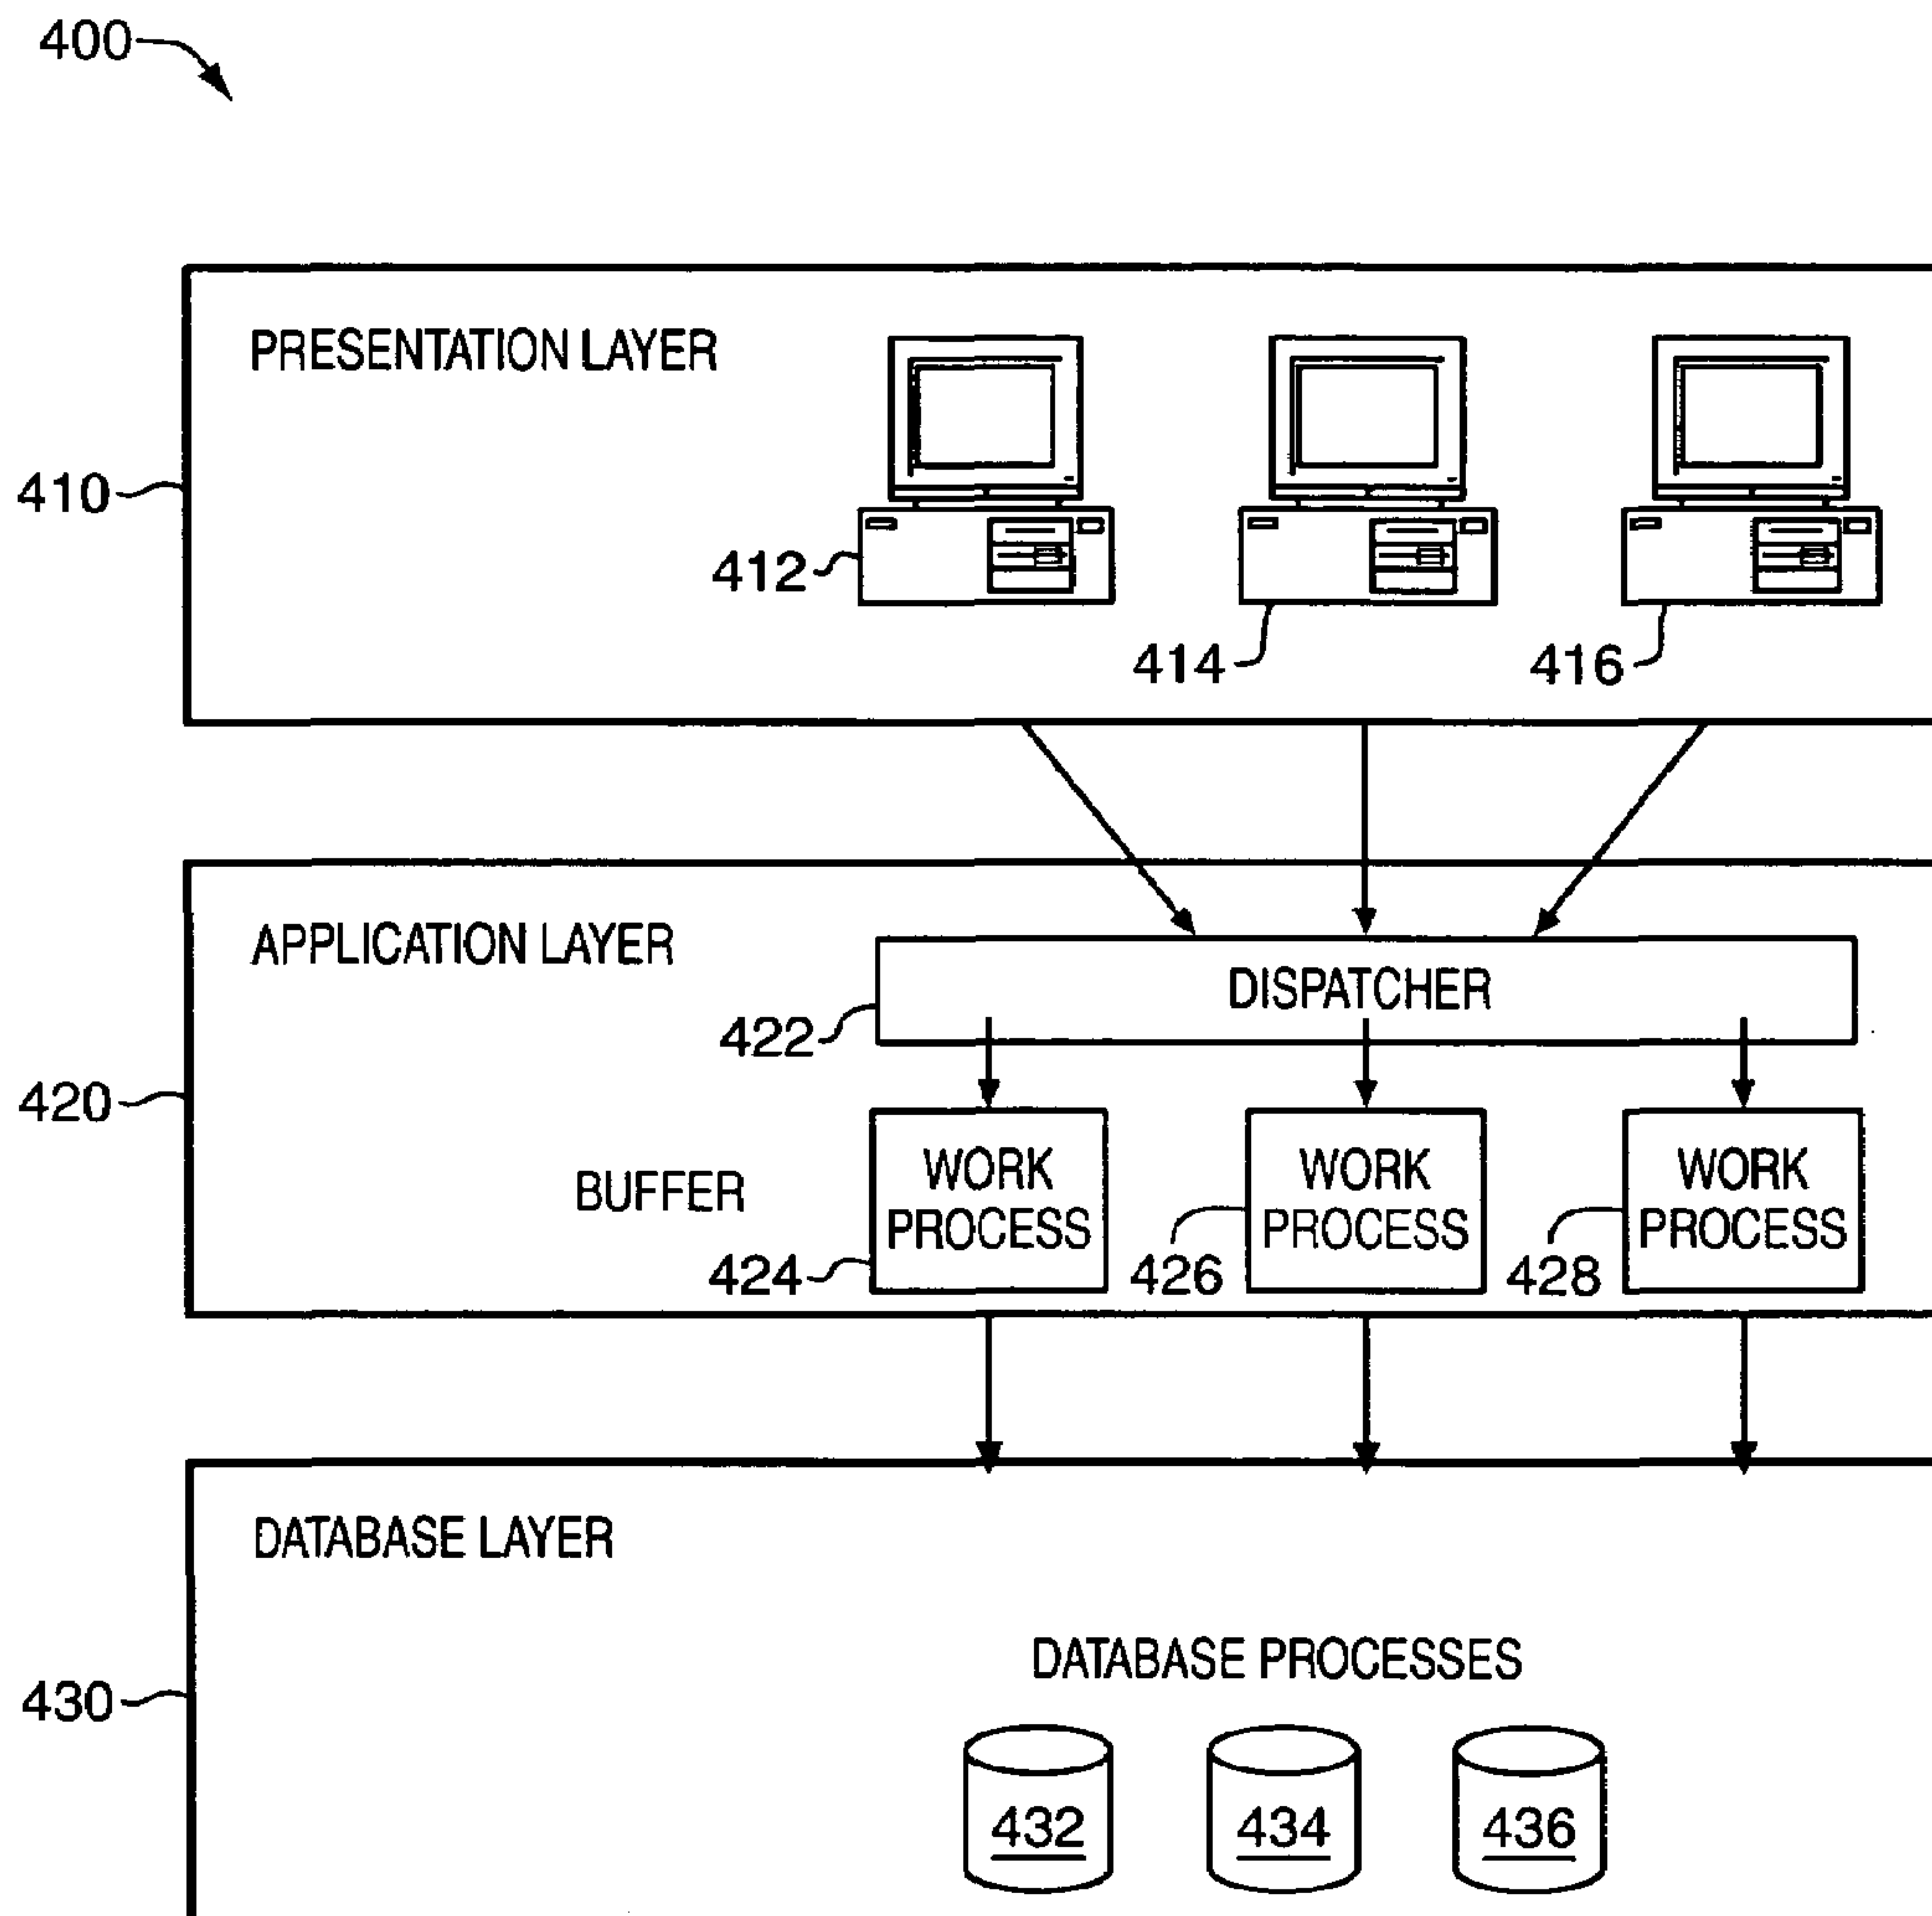 400
PRESENTATION LAYER
410
412
414
416
APPLICATION LAYER
DISPATCHER
422
420
BUFFER
WORK
PROCESS
WORK
PROCESS
WORK
PROCESS
424
426
428
DATABASE LAYER
DATABASE PROCESSES
430
432
434
436